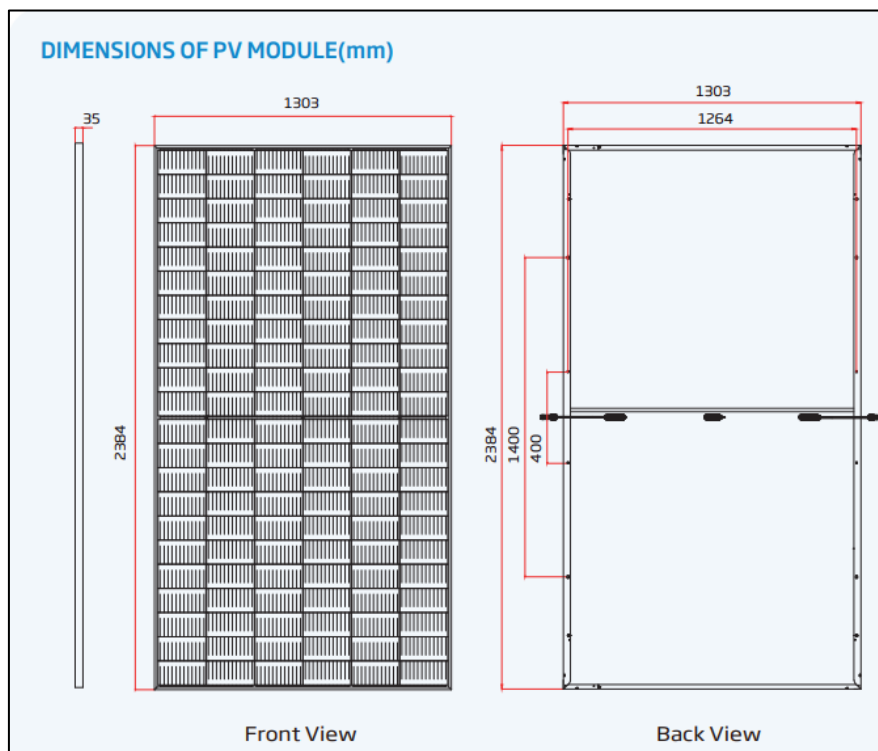 DIMENSIONS OF PV MODULE(mm)
35
1303
2384
Front View
1303
1264
2384
1400
400
Back View